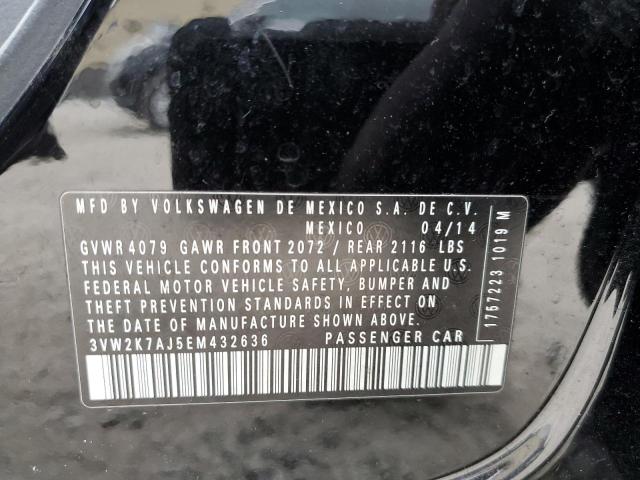 MFD BY VOLKSWAGEN DE MEXICO S.A. DE C.V.
MEXICO 04/14
GVWR 4079 GAWR FRONT 2072 / REAR 2116 LBS
THIS VEHICLE CONFORMS TO ALL APPLICABLE U.S.
FEDERAL MOTOR VEHICLE SAFETY, BUMPER AND
THEFT PREVENTION STANDARDS IN EFFECT ON
THE DATE OF MANUFACTURE SHOWN ABOVE.
3VW2K7AJ5EM432636 PASSENGER CAR
1757223 1019 M